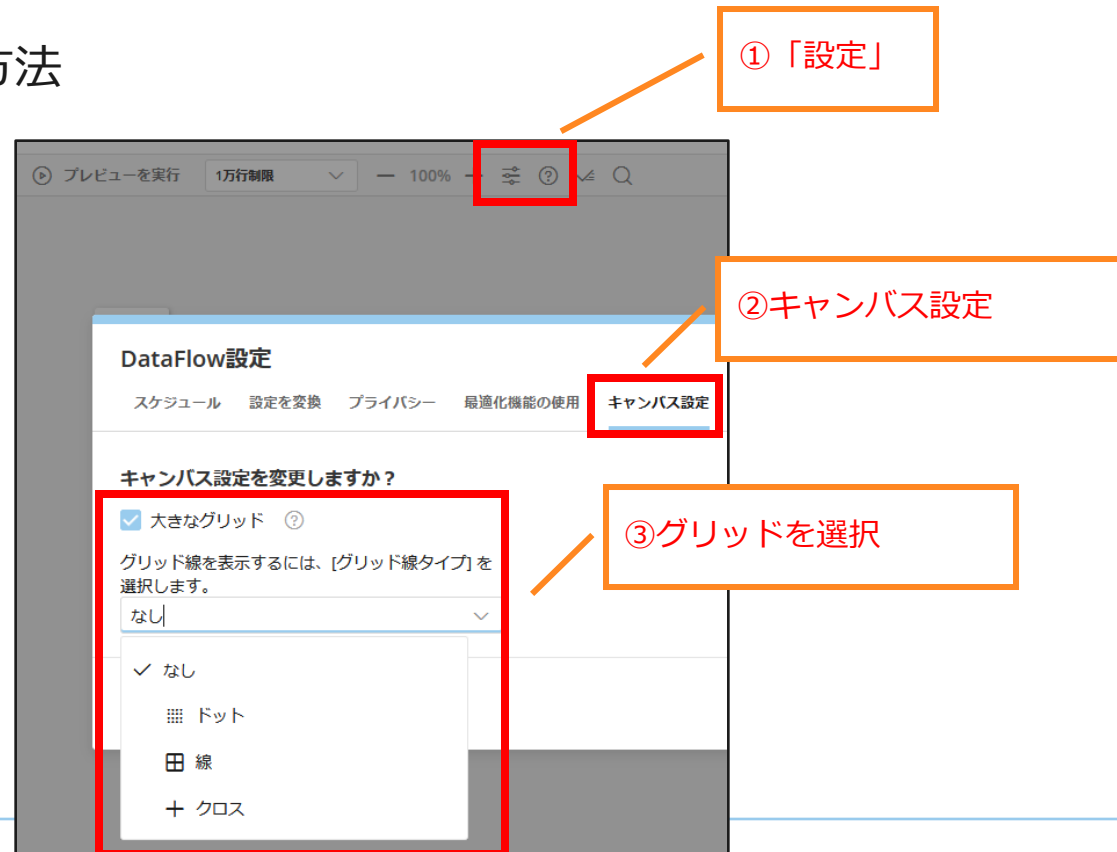 方法
①「設定」
プレビューを実行 1万行制限 100%
②キャンバス設定
DataFlow設定
スケジュール 設定を変換 プライバシー 最適化機能の使用 キャンバス設定
キャンバス設定を変更しますか？
大きなグリッド
③グリッドを選択
グリッド線を表示するには、[グリッド線タイプ] を
選択します。
なし
なし
ドット
線
クロス